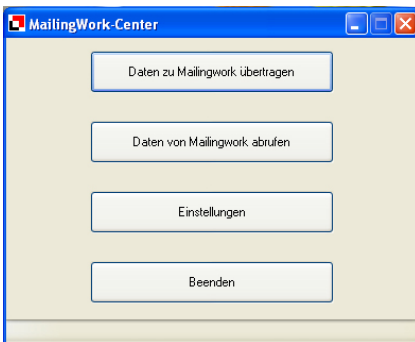 MailingWork-Center
Daten zu Mailingwork übertragen
Daten von Mailingwork abrufen
Einstellungen
Beenden